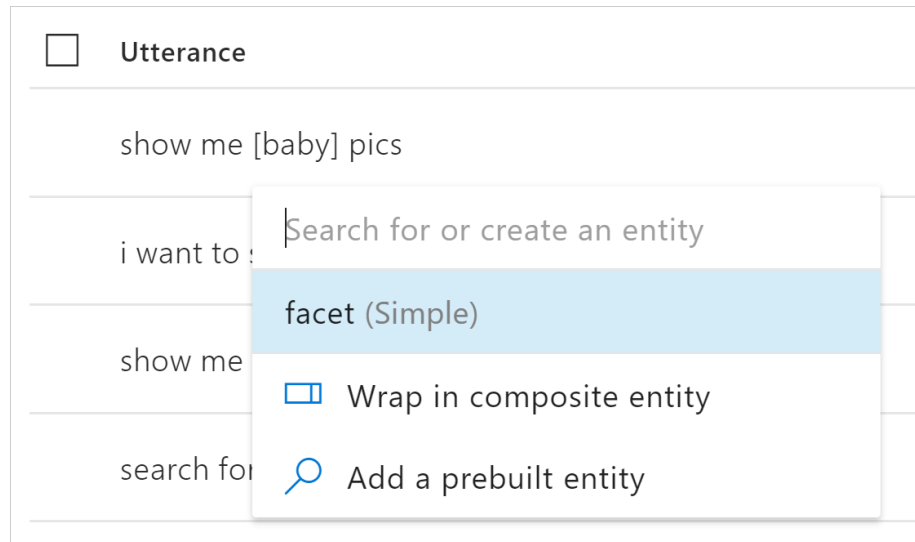 Utterance
show me [baby] pics
Search for or create an entity
i want to
facet (Simple)
show me
Wrap in composite entity
search for
Add a prebuilt entity